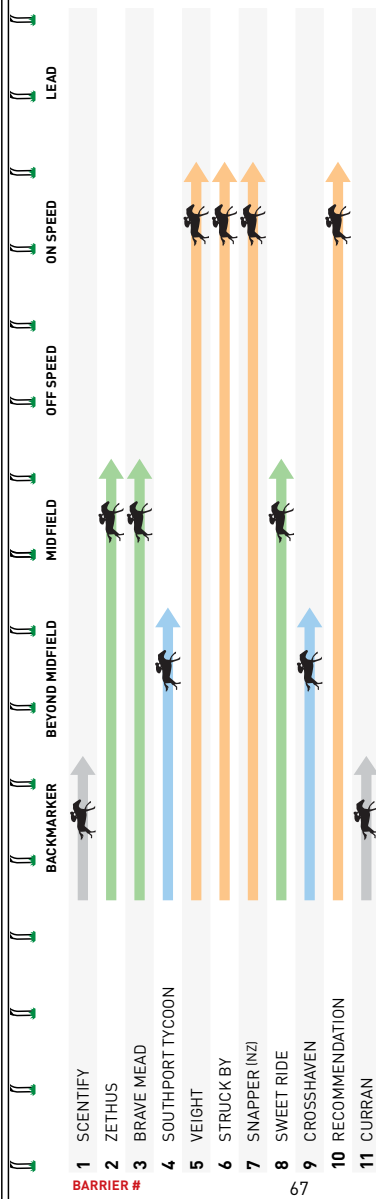 LEAD
ON SPEED
OFF SPEED
MIDFIELD
BEYOND MIDFIELD
BACKMARKER
BARRIER #
1 SCENTIFY
2 ZETHUS
3 BRAVE MEAD
4 SOUTHPORT TYCOON
5 VEIGHT
6 STRUCK BY
7 SNAPPER (NZ)
8 SWEET RIDE
9 CROSSHAVEN
10 RECOMMENDATION
11 CURRAN
67